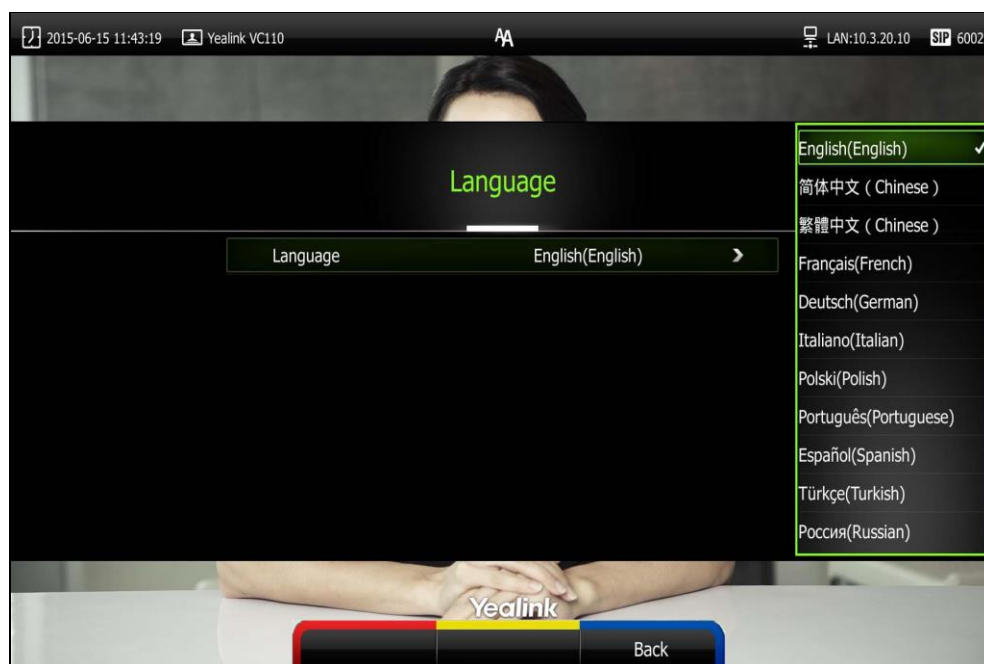 2015-06-15 11:43:19 Yealink VC110 AA LAN:10.3.20.10 SIP 6002
Language
Language English(English)
English(English)
简体中文 ( Chinese )
繁體中文 ( Chinese )
Français(French)
Deutsch(German)
Italiano(Italian)
Polski(Polish)
Português(Portuguese)
Español(Spanish)
Türkçe(Turkish)
Россия(Russian)
Yealink
Back